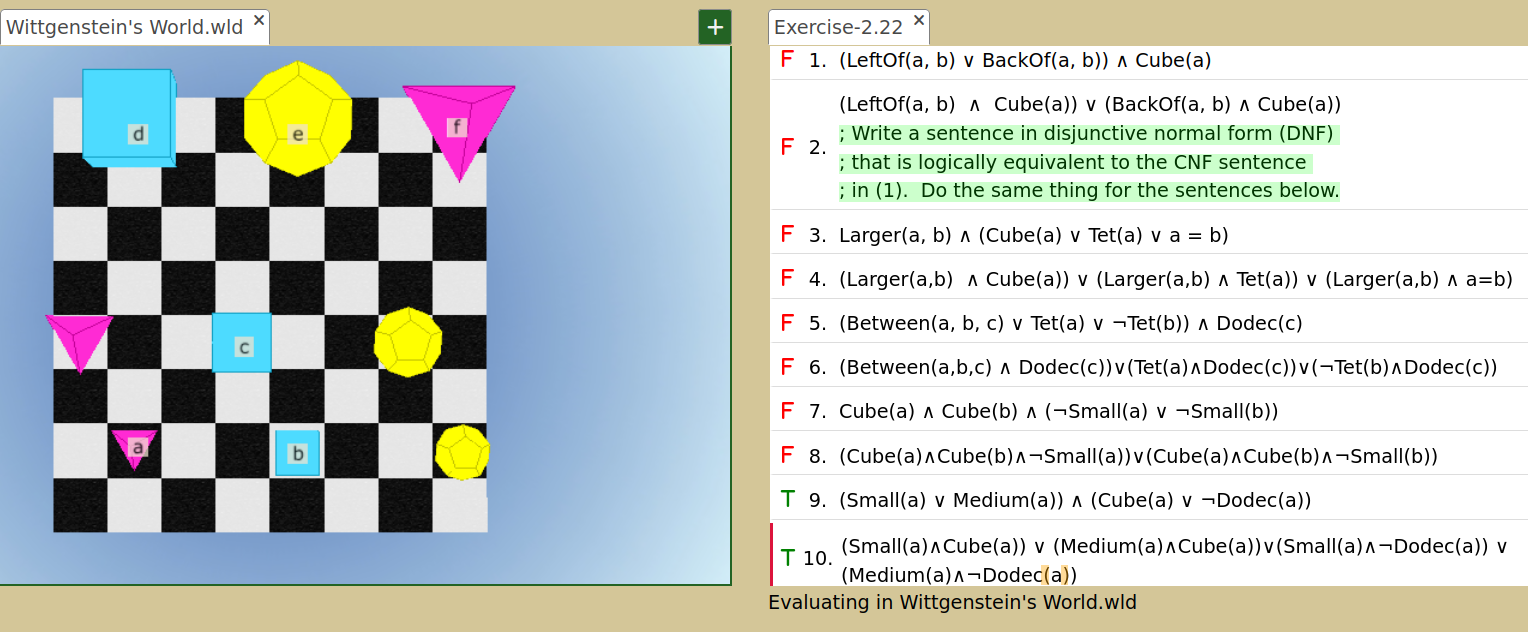 Wittgenstein's World.wld ×
+
Exercise-2.22 ×
d
e
f
c
a
b
F 1. (LeftOf(a, b) ∨ BackOf(a, b)) ∧ Cube(a)
(LeftOf(a, b)  ∧  Cube(a)) ∨ (BackOf(a, b) ∧ Cube(a))
; Write a sentence in disjunctive normal form (DNF)
F 2.
; that is logically equivalent to the CNF sentence
; in (1).  Do the same thing for the sentences below.
F 3. Larger(a, b) ∧ (Cube(a) ∨ Tet(a) ∨ a = b)
F 4. (Larger(a,b)  ∧ Cube(a)) ∨ (Larger(a,b) ∧ Tet(a)) ∨ (Larger(a,b) ∧ a=b)
F 5. (Between(a, b, c) ∨ Tet(a) ∨ ¬Tet(b)) ∧ Dodec(c)
F 6. (Between(a,b,c) ∧ Dodec(c))∨(Tet(a)∧Dodec(c))∨(¬Tet(b)∧Dodec(c))
F 7. Cube(a) ∧ Cube(b) ∧ (¬Small(a) ∨ ¬Small(b))
F 8. (Cube(a)∧Cube(b)∧¬Small(a))∨(Cube(a)∧Cube(b)∧¬Small(b))
T 9. (Small(a) ∨ Medium(a)) ∧ (Cube(a) ∨ ¬Dodec(a))
T 10. (Small(a)∧Cube(a)) ∨ (Medium(a)∧Cube(a))∨(Small(a)∧¬Dodec(a)) ∨
(Medium(a)∧¬Dodec(a))
Evaluating in Wittgenstein's World.wld